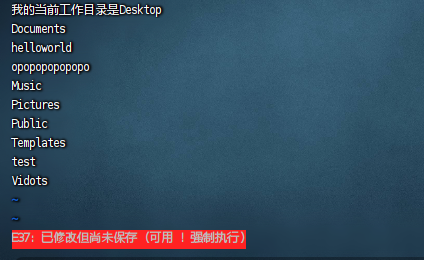 我的当前工作目录是Desktop
Documents
helloworld
opopopopopopo
Music
Pictures
Public
Templates
test
Vidots
~
~
E37: 已修改但尚未保存 (可用 ! 强制执行)